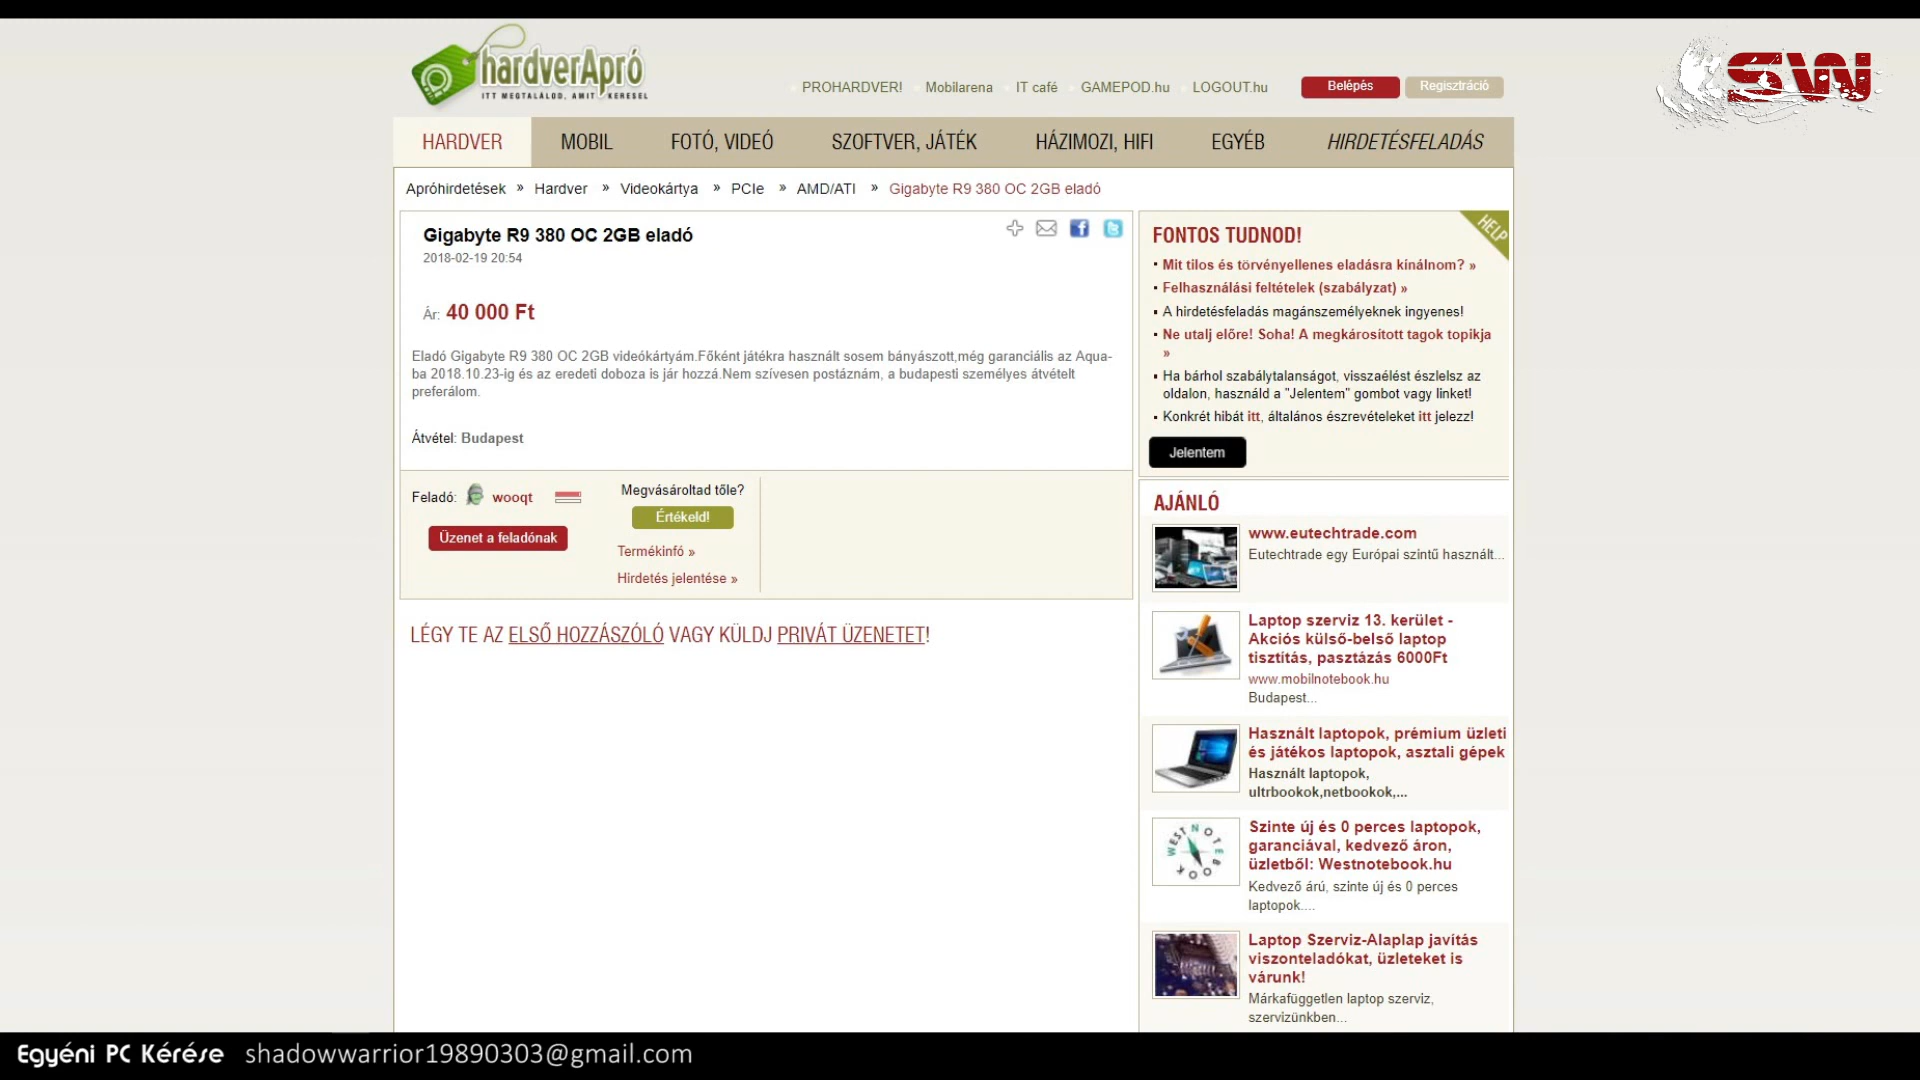 hardverApró
ITT MEGTALÁLOD, AMIT KERESEL
PROHARDVER! Mobilarena IT café GAMEPOD.hu LOGOUT.hu
Belépés Regisztráció
SW
HARDVER MOBIL FOTÓ, VIDEÓ SZOFTVER, JÁTÉK HÁZIMOZI, HIFI EGYÉB HIRDETÉSFELADÁS
Apróhirdetések » Hardver » Videokártya » PCIe » AMD/ATI » Gigabyte R9 380 OC 2GB eladó
Gigabyte R9 380 OC 2GB eladó
2018-02-19 20:54
Ár: 40 000 Ft
Eladó Gigabyte R9 380 OC 2GB videókártyám.Főként játékra használt sosem bányászott,még garanciális az Aqua-
ba 2018.10.23-ig és az eredeti doboza is jár hozzá.Nem szívesen postáznám, a budapesti személyes átvételt
preferálom.
Átvétel: Budapest
Feladó: wooqt
Üzenet a feladónak
Megvásároltad tőle?
Értékeld!
Termékinfó »
Hirdetés jelentése »
LÉGY TE AZ ELSŐ HOZZÁSZÓLÓ VAGY KÜLDJ PRIVÁT ÜZENETET!
HELP
FONTOS TUDNOD!
Mit tilos és törvényellenes eladásra kínálnom? »
Felhasználási feltételek (szabályzat) »
A hirdetésfeladás magánszemélyeknek ingyenes!
Ne utalj előre! Soha! A megkárosított tagok topikja
»
Ha bárhol szabálytalanságot, visszaélést észlelsz az
oldalon, használd a "Jelentem" gombot vagy linket!
Konkrét hibát itt, általános észrevételeket itt jelezz!
Jelentem
AJÁNLÓ
www.eutechtrade.com
Eutechtrade egy Európai szintű használt...
Laptop szerviz 13. kerület -
Akciós külső-belső laptop
tisztítás, pasztázás 6000Ft
www.mobilnotebook.hu
Budapest...
Használt laptopok, prémium üzleti
és játékos laptopok, asztali gépek
Használt laptopok,
ultrbookok,netbookok,...
WESTNOTEBOOK
Szinte új és 0 perces laptopok,
garanciával, kedvező áron,
üzletből: Westnotebook.hu
Kedvező árú, szinte új és 0 perces
laptopok....
Laptop Szerviz-Alaplap javítás
viszonteladókat, üzleteket is
várunk!
Márkafüggetlen laptop szerviz,
szervizünkben...
Egyéni PC Kérése shadowwarrior19890303@gmail.com